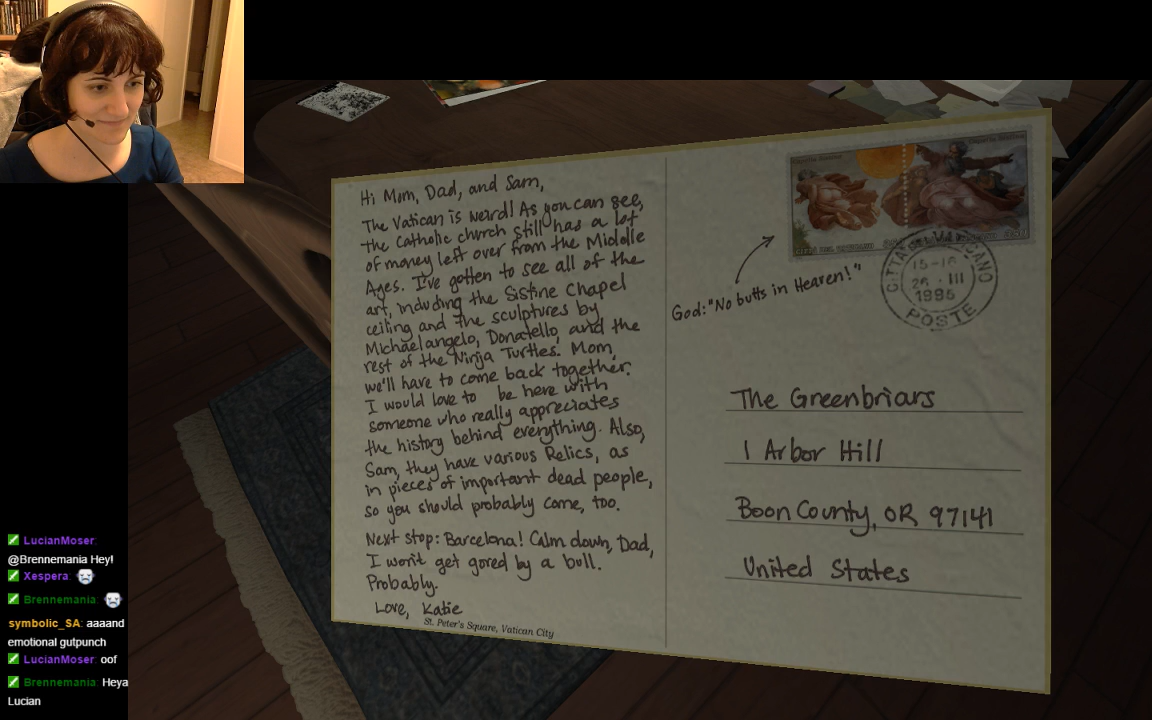 Hi Mom, Dad, and Sam,
The Vatican is weird! As you can see,
the Catholic church still has a lot
of money left over from the Middle
Ages. I've gotten to see all of the
art, including the Sistine Chapel
ceiling and the sculptures by
Michaelangelo, Donatello, and the
rest of the Ninja Turtles. Mom,
we'll have to come back together.
I would love to be here with
someone who really appreciates
the history behind everything. Also,
Sam, they have various Relics, as
in pieces of important dead people,
so you should probably come, too.
Next stop: Barcelona! Calm down, Dad,
I won't get gored by a bull.
Probably.
Love, Katie
St. Peter's Square, Vatican City
God: "No butts in Heaven!"
15-16
26 · III
1995
POSTE
The Greenbriars
1 Arbor Hill
Boon County, OR 97141
United States
LucianMoser:
@Brennemania Hey!
Xespera:
Brennemania:
symbolic_SA: aaaand
emotional gutpunch
LucianMoser: oof
Brennemania: Heya
Lucian